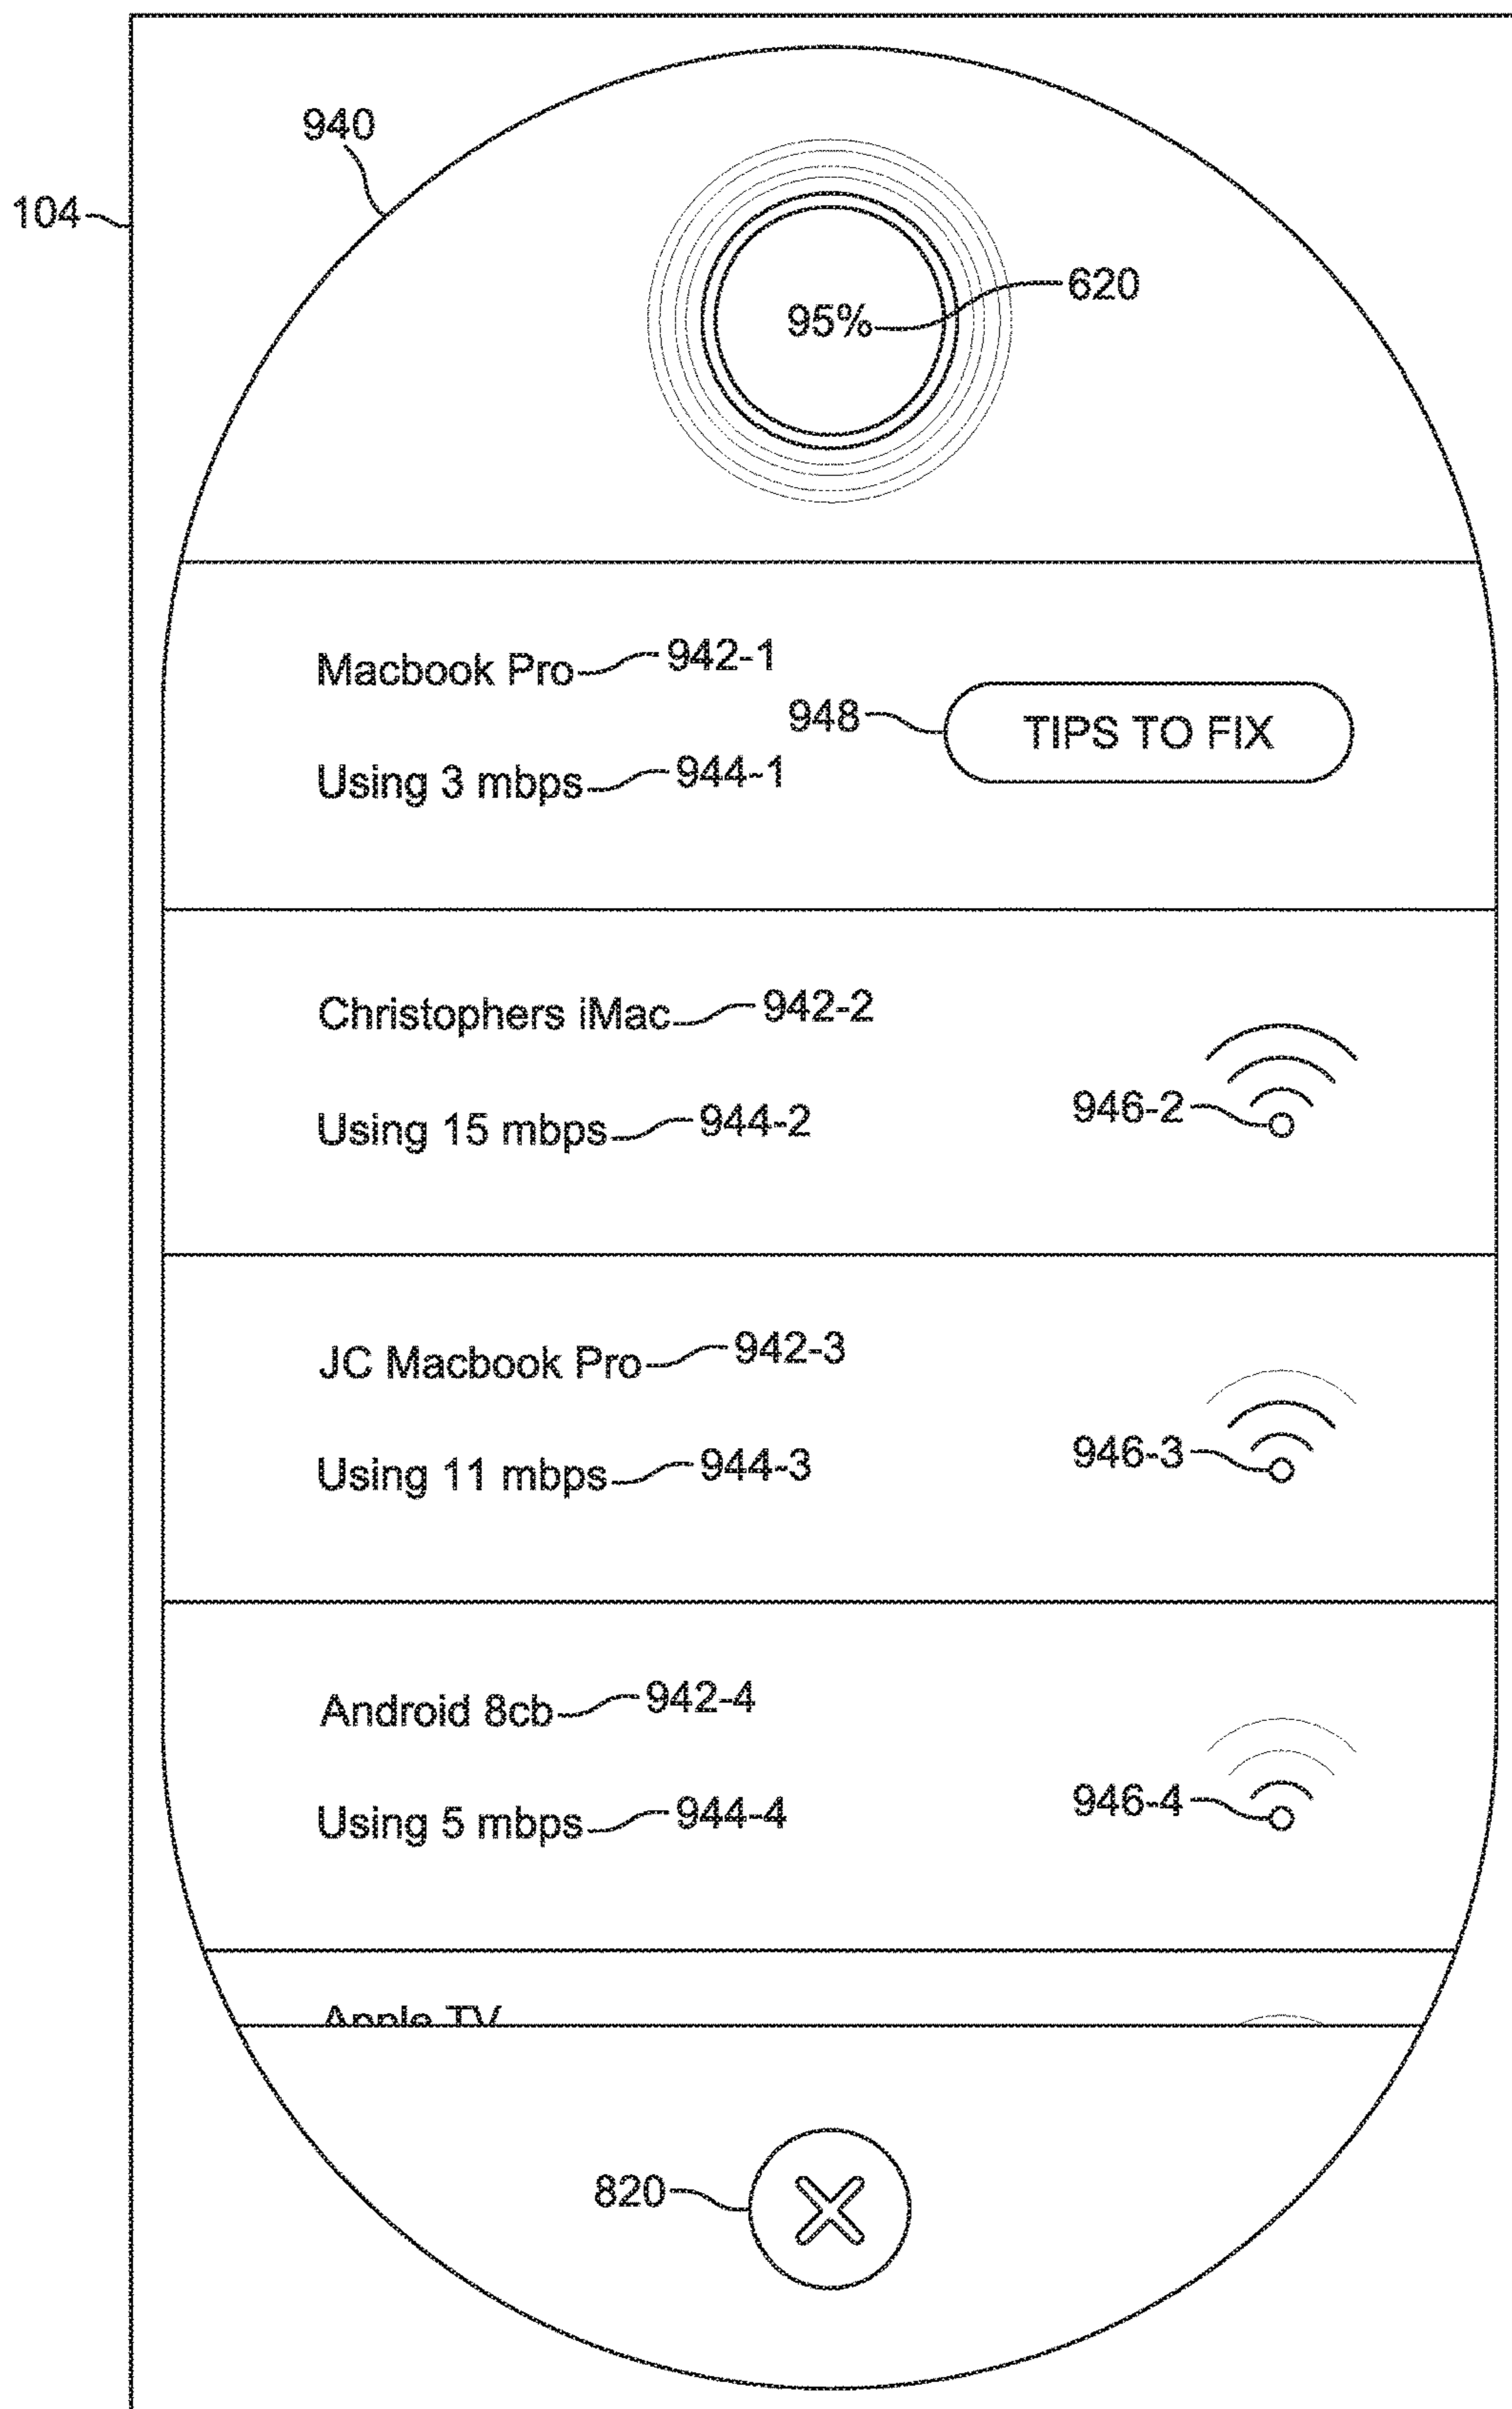 940
104
620
95%
Macbook Pro 942-1
948 TIPS TO FIX
Using 3 mbps 944-1
Christophers iMac 942-2
946-2
Using 15 mbps 944-2
JC Macbook Pro 942-3
946-3
Using 11 mbps 944-3
Android 8cb 942-4
946-4
Using 5 mbps 944-4
Apple TV
820